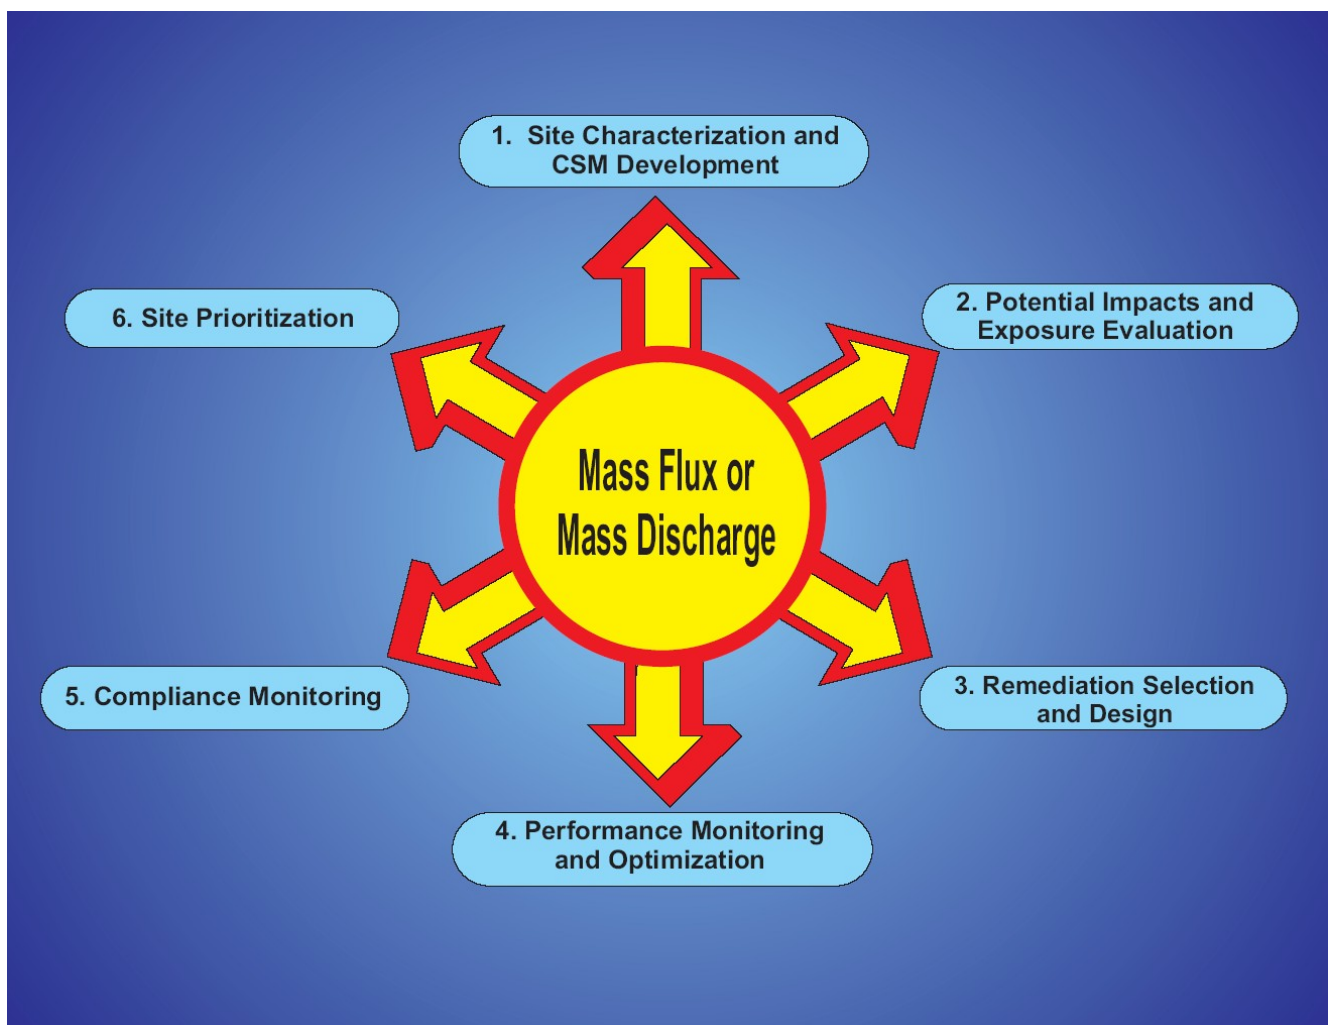 1. Site Characterization and
CSM Development
2. Potential Impacts and
Exposure Evaluation
3. Remediation Selection
and Design
4. Performance Monitoring
and Optimization
5. Compliance Monitoring
6. Site Prioritization
Mass Flux or
Mass Discharge